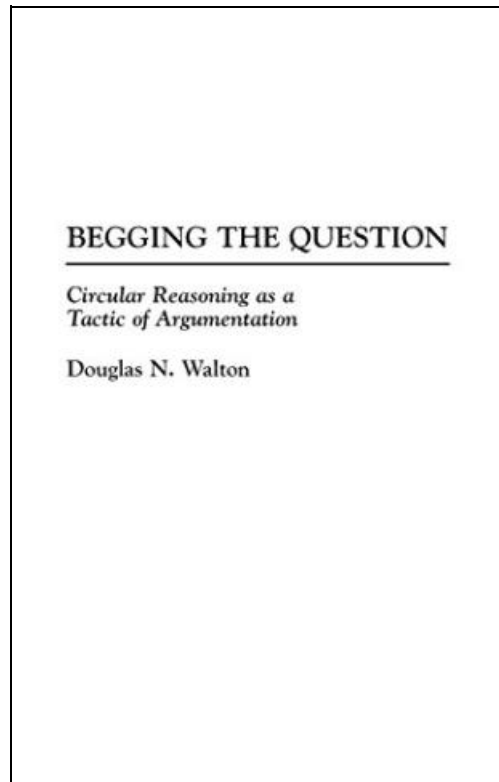 BEGGING THE QUESTION
Circular Reasoning as a
Tactic of Argumentation
Douglas N. Walton